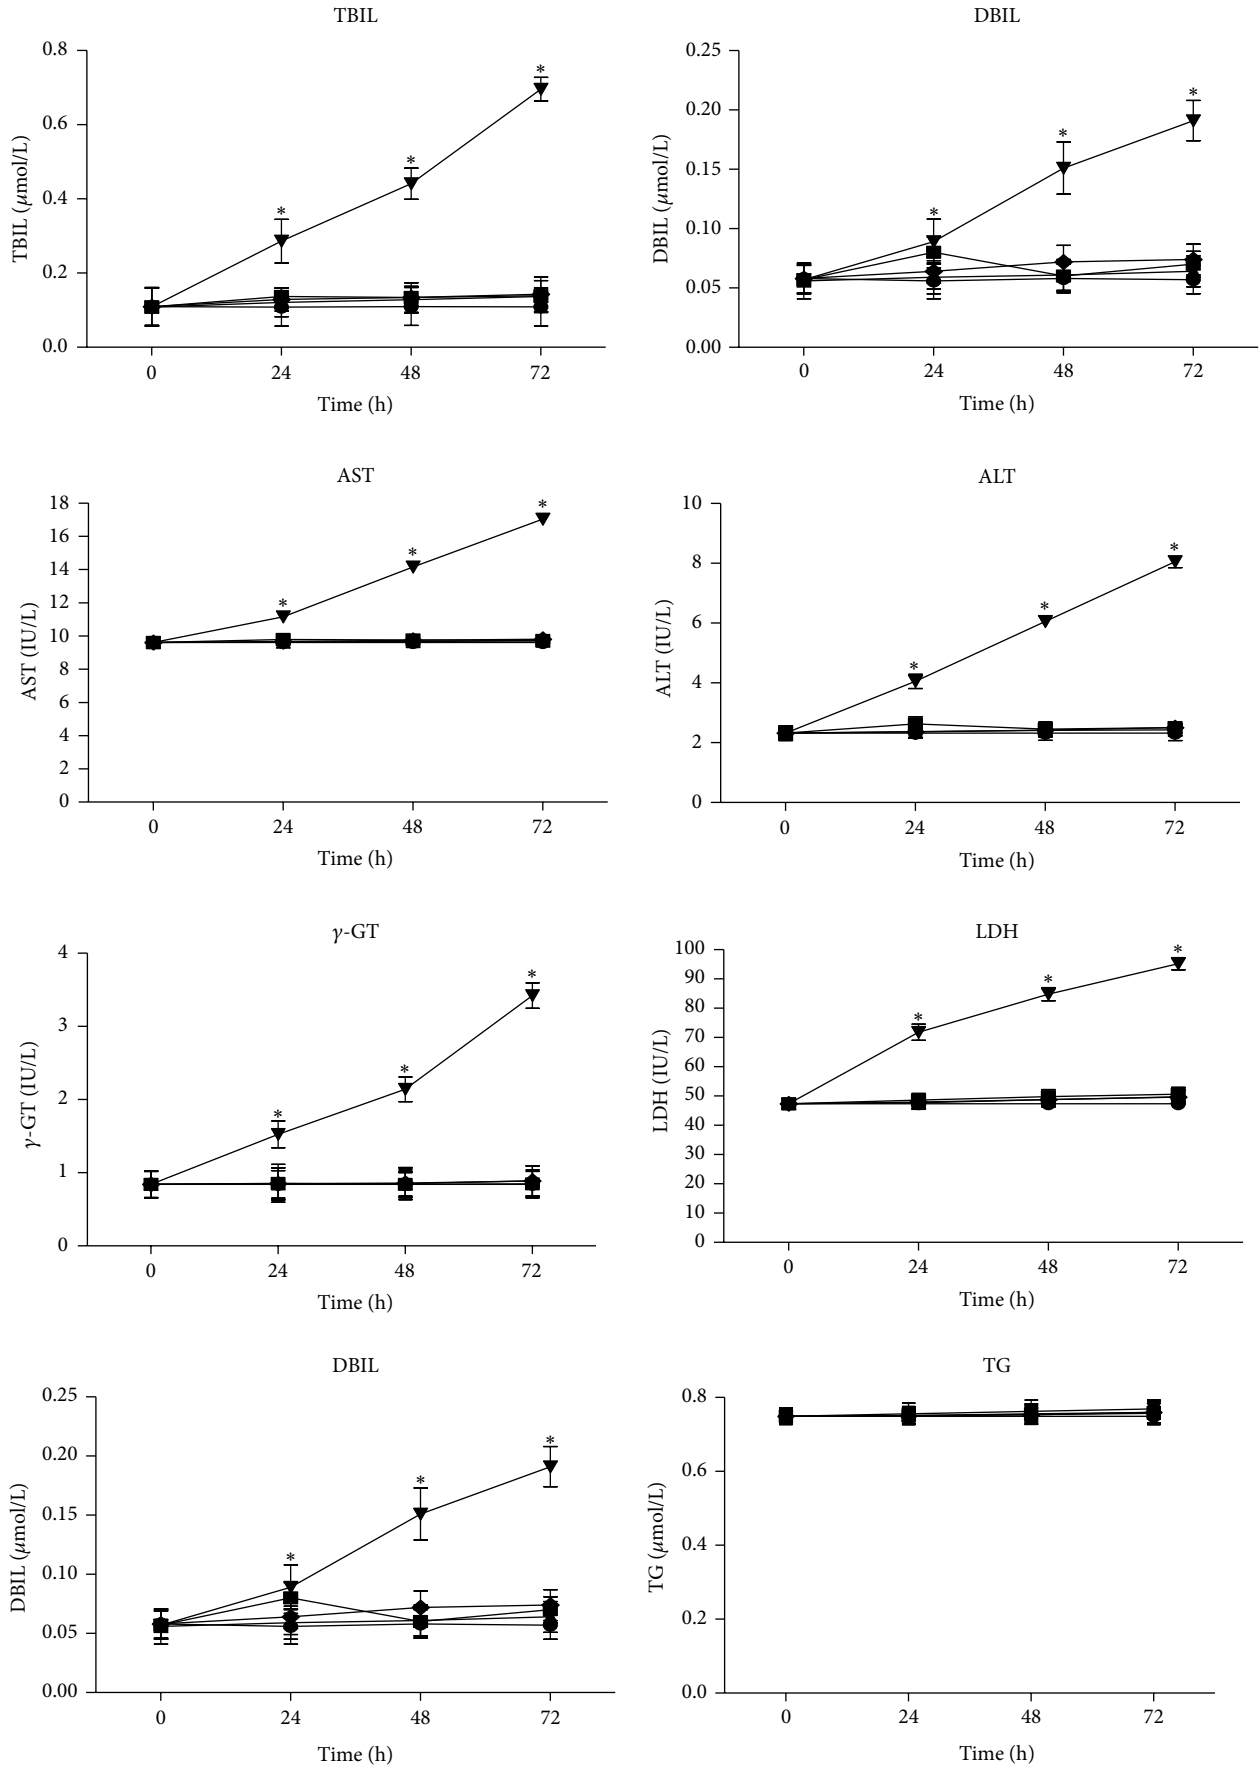 TBIL
TBIL (μmol/L)
0.8
0.6
0.4
0.2
0.0
* * *
0 24 48 72
Time (h)
DBIL
DBIL (μmol/L)
0.25
0.20
0.15
0.10
0.05
0.00
* * *
0 24 48 72
Time (h)
AST
AST (IU/L)
18
16
14
12
10
8
6
4
2
0
* * *
0 24 48 72
Time (h)
ALT
ALT (IU/L)
10
8
6
4
2
0
* * *
0 24 48 72
Time (h)
γ-GT
γ-GT (IU/L)
4
3
2
1
0
* * *
0 24 48 72
Time (h)
LDH
LDH (IU/L)
100
90
80
70
60
50
40
30
20
10
0
* * *
0 24 48 72
Time (h)
DBIL
DBIL (μmol/L)
0.25
0.20
0.15
0.10
0.05
0.00
* * *
0 24 48 72
Time (h)
TG
TG (μmol/L)
0.8
0.6
0.4
0.2
0.0
0 24 48 72
Time (h)